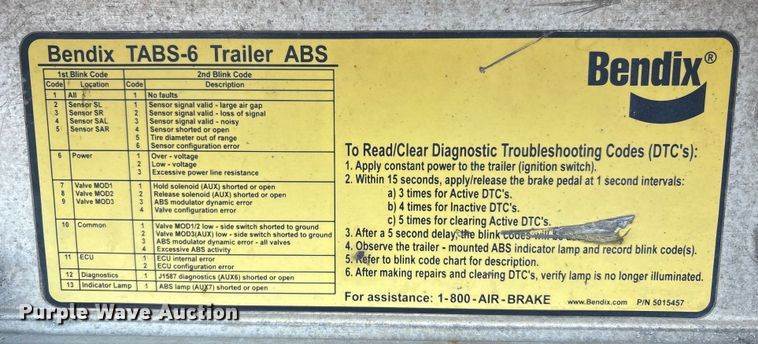 Bendix TABS-6 Trailer ABS
1st Blink Code 2nd Blink Code
Code Location Code Description
1 All 1 No faults
2 Sensor SL 1 Sensor signal valid - large air gap
3 Sensor SR 2 Sensor signal valid - loss of signal
4 Sensor SAL 3 Sensor signal valid - noisy
5 Sensor SAR 4 Sensor shorted or open
5 Tire diameter out of range
6 Sensor configuration error
6 Power 1 Over - voltage
2 Low - voltage
3 Excessive power line resistance
7 Valve MOD1 1 Hold solenoid (AUX) shorted or open
8 Valve MOD2 2 Release solenoid (AUX) shorted or open
9 Valve MOD3 3 ABS modulator dynamic error
4 Valve configuration error
10 Common 1 Valve MOD1/2 low - side switch shorted to ground
2 Valve MOD3(AUX) low - side switch shorted to ground
3 ABS modulator dynamic error - all valves
4 Excessive ABS activity
11 ECU 1 ECU internal error
2 ECU configuration error
12 Diagnostics 1 J1587 diagnostics (AUX6) shorted or open
13 Indicator Lamp 1 ABS lamp (AUX7) shorted or open
Bendix®
To Read/Clear Diagnostic Troubleshooting Codes (DTC's):
1. Apply constant power to the trailer (ignition switch).
2. Within 15 seconds, apply/release the brake pedal at 1 second intervals:
a) 3 times for Active DTC's.
b) 4 times for Inactive DTC's.
c) 5 times for clearing Active DTC's.
3. After a 5 second delay, the blink codes will be
4. Observe the trailer - mounted ABS indicator lamp and record blink code(s).
5. Refer to blink code chart for description.
6. After making repairs and clearing DTC's, verify lamp is no longer illuminated.
For assistance: 1-800-AIR-BRAKE www.Bendix.com P/N 5015457
Purple Wave Auction